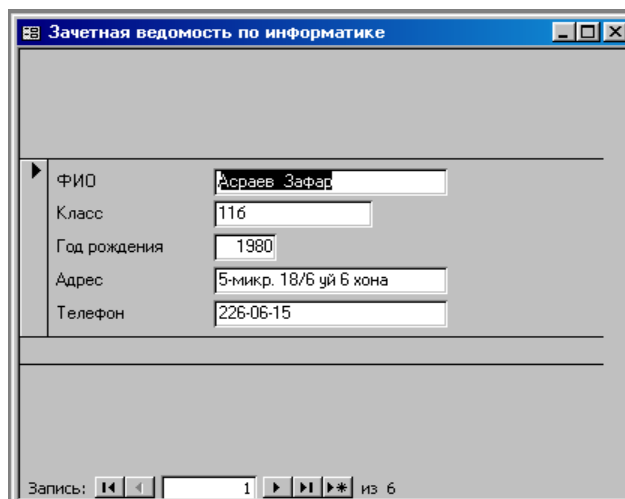 Зачетная ведомость по информатике
ФИО Асраев Зафар
Класс 11б
Год рождения 1980
Адрес 5-микр. 18/6 уй 6 хона
Телефон 226-06-15
Запись: 1 из 6